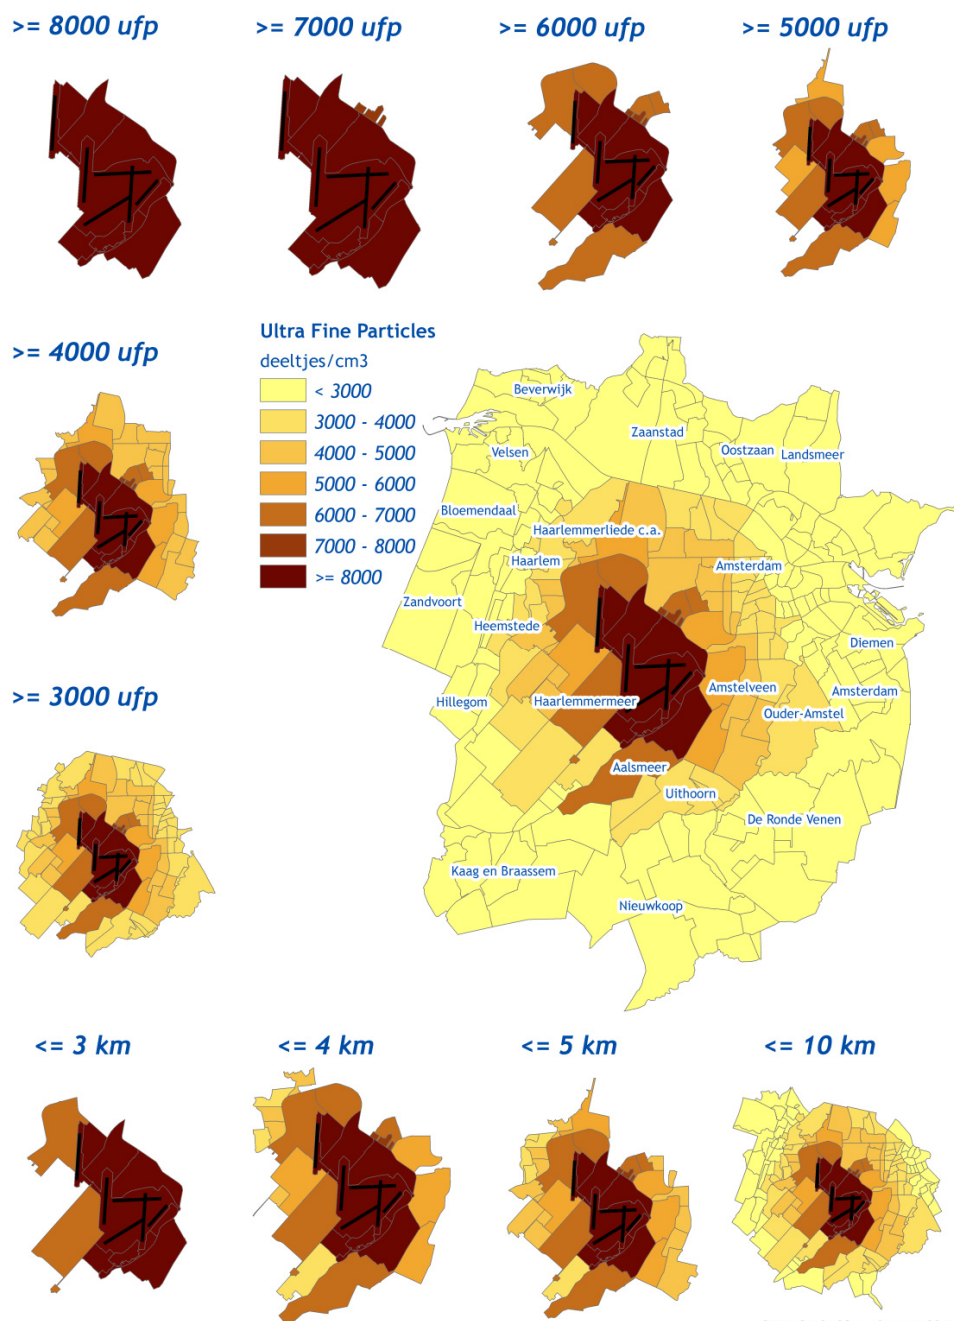 >= 8000 ufp
>= 7000 ufp
>= 6000 ufp
>= 5000 ufp
>= 4000 ufp
Ultra Fine Particles
deeltjes/cm3
< 3000
3000 - 4000
4000 - 5000
5000 - 6000
6000 - 7000
7000 - 8000
>= 8000
Beverwijk
Zaanstad
Velsen
Oostzaan
Landsmeer
Bloemendaal
Haarlemmerliede c.a.
Haarlem
Amsterdam
Zandvoort
Heemstede
Diemen
Hillegom
Haarlemmermeer
Amstelveen
Amsterdam
Ouder-Amstel
Aalsmeer
Uithoorn
De Ronde Venen
Kaag en Braassem
Nieuwkoop
>= 3000 ufp
<= 3 km
<= 4 km
<= 5 km
<= 10 km